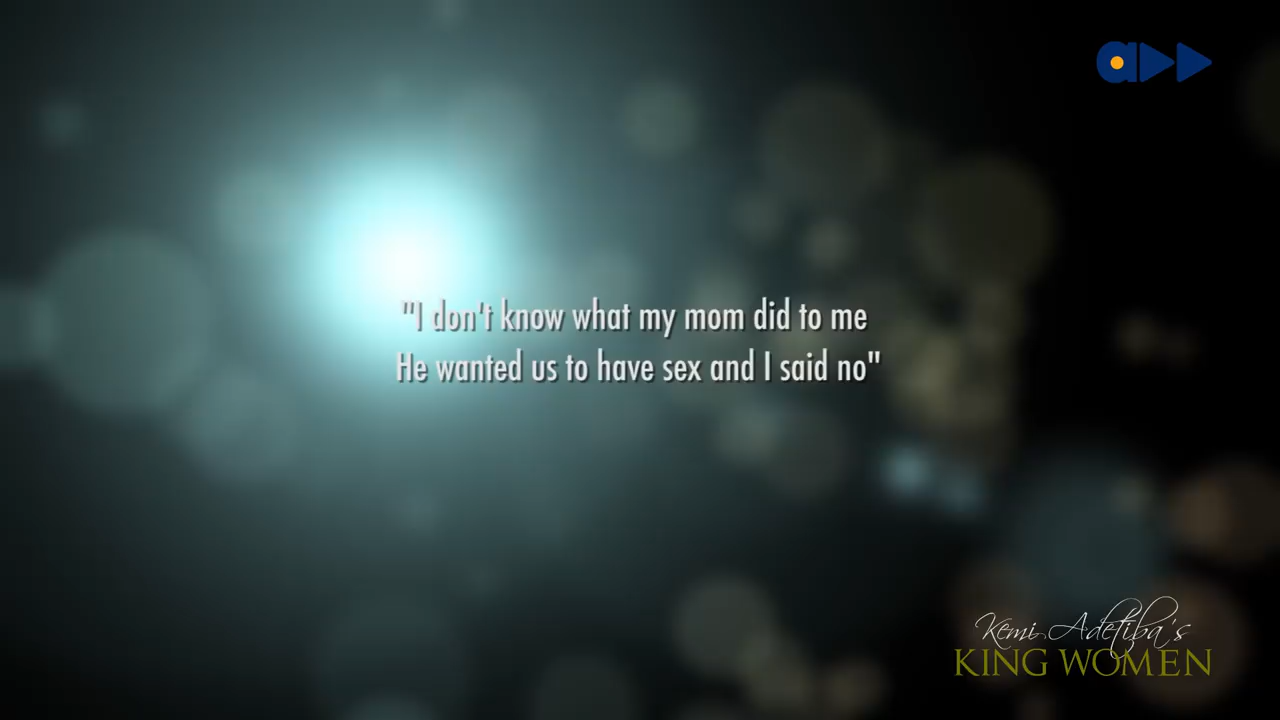 "I don't know what my mom did to me
He wanted us to have sex and I said no"
Kemi Adetiba's
KING WOMEN